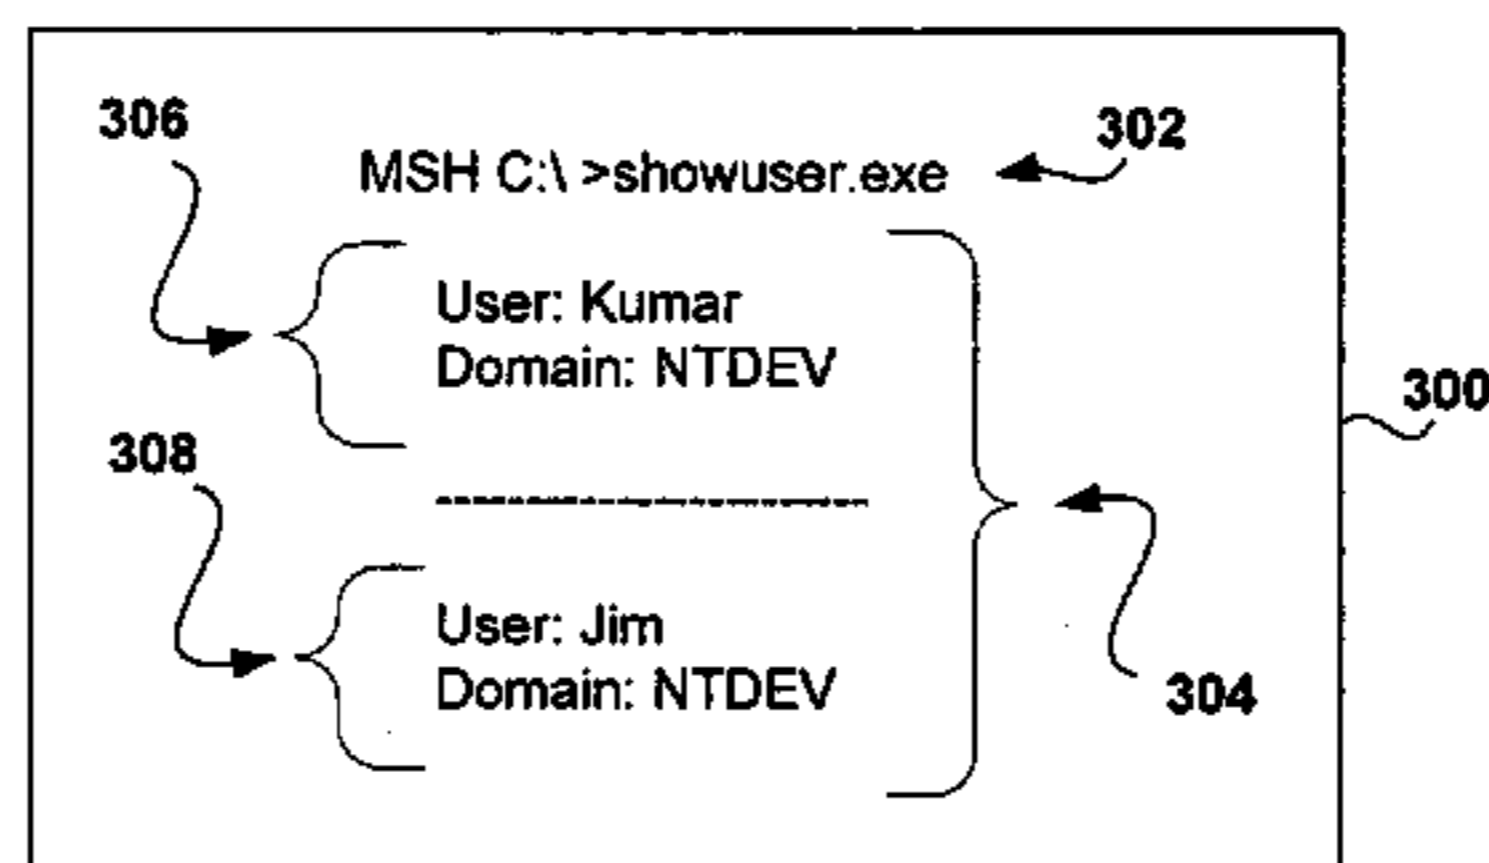 306
302
MSH C:\ >showuser.exe
User: Kumar
Domain: NTDEV
300
308
---------------------------
User: Jim
Domain: NTDEV
304